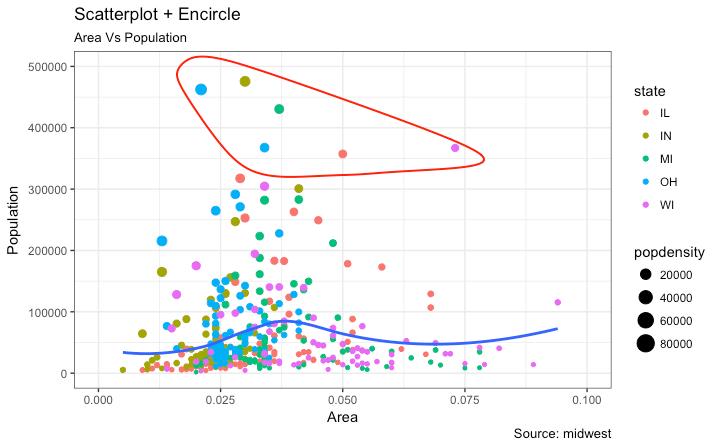 Scatterplot + Encircle
Area Vs Population
Population
500000
400000
300000
200000
100000
0
0.000
0.025
0.050
0.075
0.100
Area
Source: midwest
state
IL
IN
MI
OH
WI
popdensity
20000
40000
60000
80000